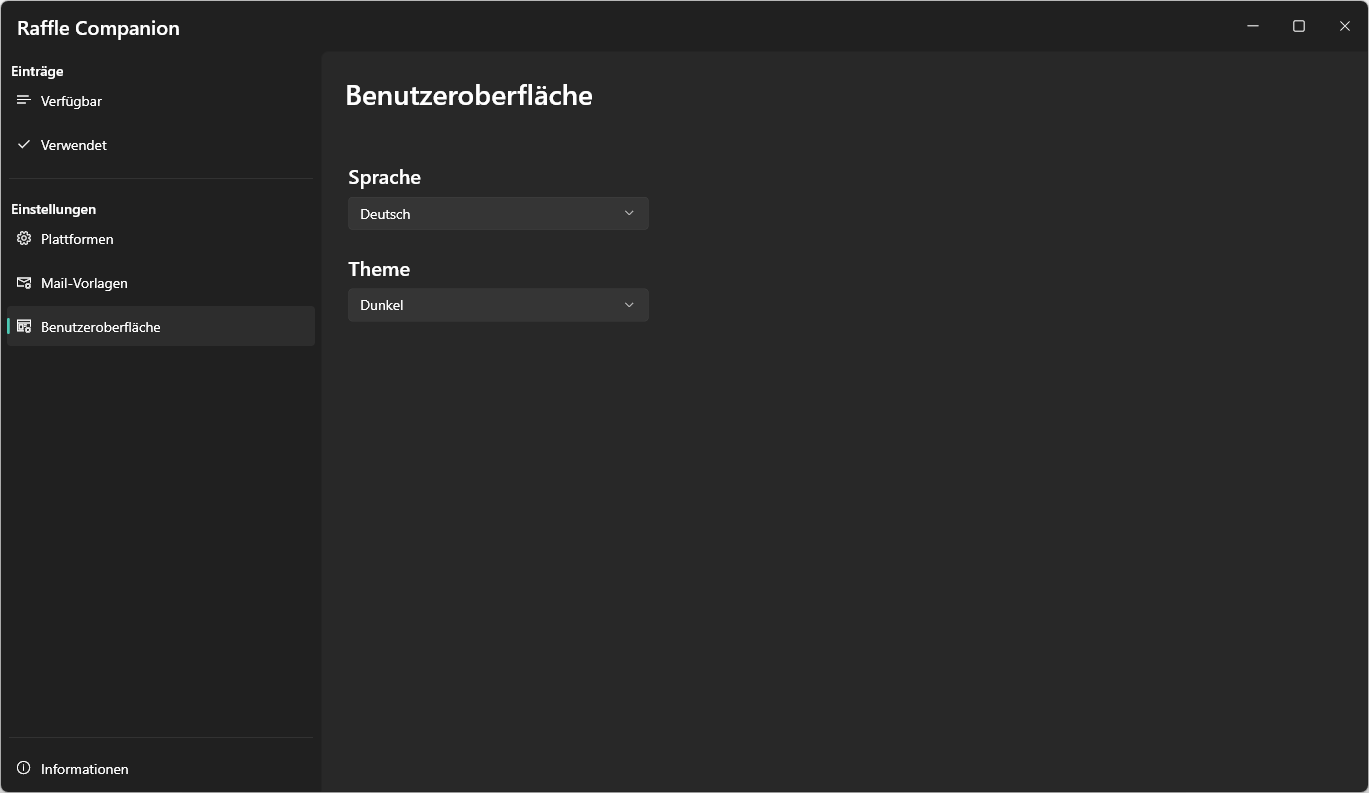 Raffle Companion
Einträge
Verfügbar
Verwendet
Einstellungen
Plattformen
Mail-Vorlagen
Benutzeroberfläche
Informationen
Benutzeroberfläche
Sprache
Deutsch
Theme
Dunkel